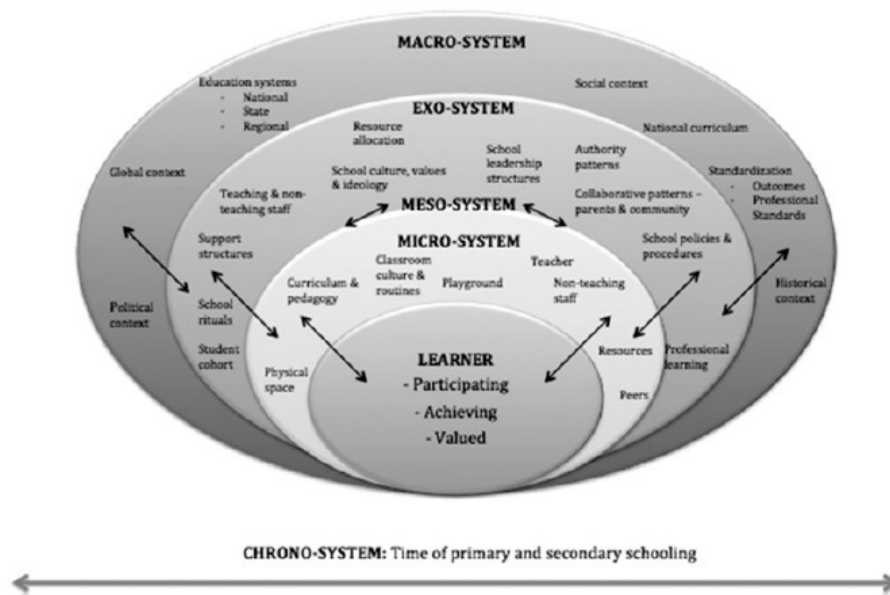 MACRO-SYSTEM
Education systems
- National
- State
- Regional
Social context
EXO-SYSTEM
Resource
allocation
National curriculum
School
leadership
structures
Authority
patterns
Global context
School culture, values
& ideology
Standardization
- Outcomes
- Professional
Standards
Teaching & non-
teaching staff
Collaborative patterns –
parents & community
MESO-SYSTEM
Support
structures
MICRO-SYSTEM
School policies &
procedures
Classroom
culture &
routines
Teacher
Curriculum &
pedagogy
Playground
Non-teaching
staff
Historical
context
Political
context
School
rituals
Student
cohort
Physical
space
LEARNER
- Participating
- Achieving
- Valued
Resources
Professional
learning
Peers
CHRONO-SYSTEM: Time of primary and secondary schooling